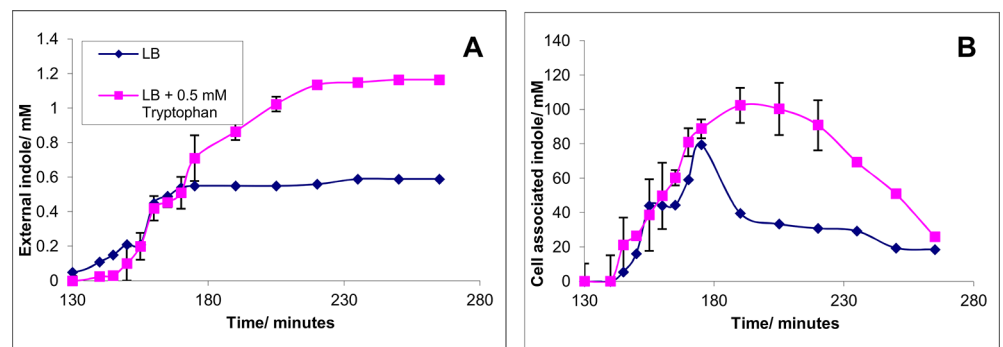 A
LB
LB + 0.5 mM
Tryptophan
External indole/ mM
1.4
1.2
1
0.8
0.6
0.4
0.2
0
130
180
230
280
Time/ minutes
B
Cell associated indole/ mM
140
120
100
80
60
40
20
0
130
180
230
280
Time/ minutes